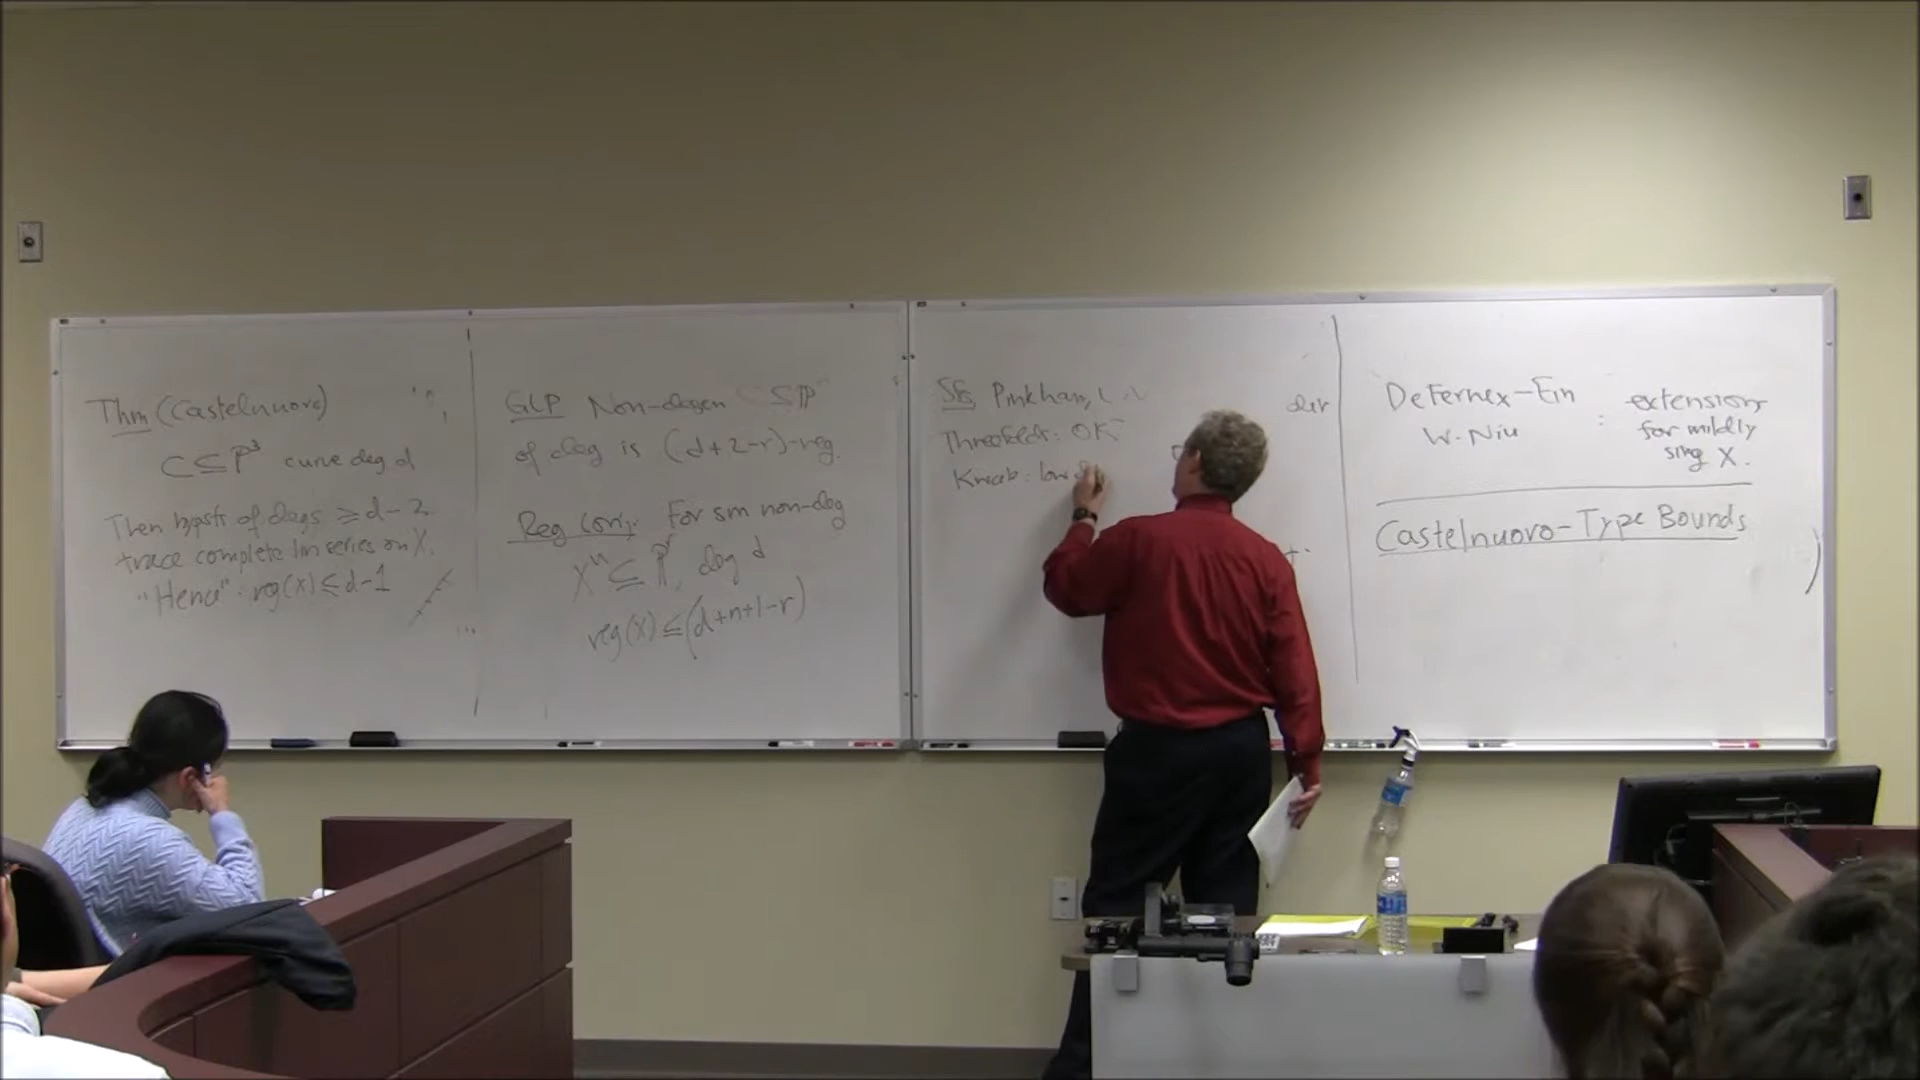 Thm (Castelnuovo)
C ⊆ P³ curve deg d
Then hypsfs of degs ≥ d-2
trace complete lin series on X.
"Hence": reg(X) ≤ d-1
GLP Non-degen C ⊆ Pʳ
of deg is (d+2-r)-reg.
Reg Conj: For sm non-deg
Xⁿ ⊆ Pʳ, deg d
reg(X) ≤ (d+n+1-r)
Sfs Pinkham, L
Threefolds: OK
Kwak: low
DeFernex-Ein
W. Niu
: extensions
for mildly
sing X.
Castelnuovo-Type Bounds